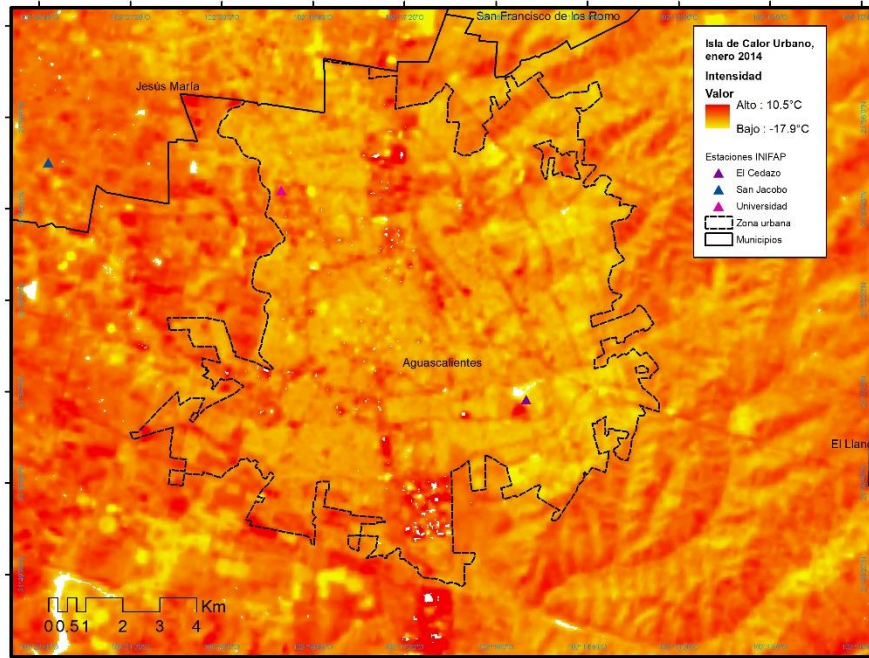 San Francisco de los Romo
Jesús María
Aguascalientes
El Llano
Isla de Calor Urbano,
enero 2014
Intensidad
Valor
Alto : 10.5°C
Bajo : -17.9°C
Estaciones INIFAP
El Cedazo
San Jacobo
Universidad
Zona urbana
Municipios
Km
0 0.5 1 2 3 4